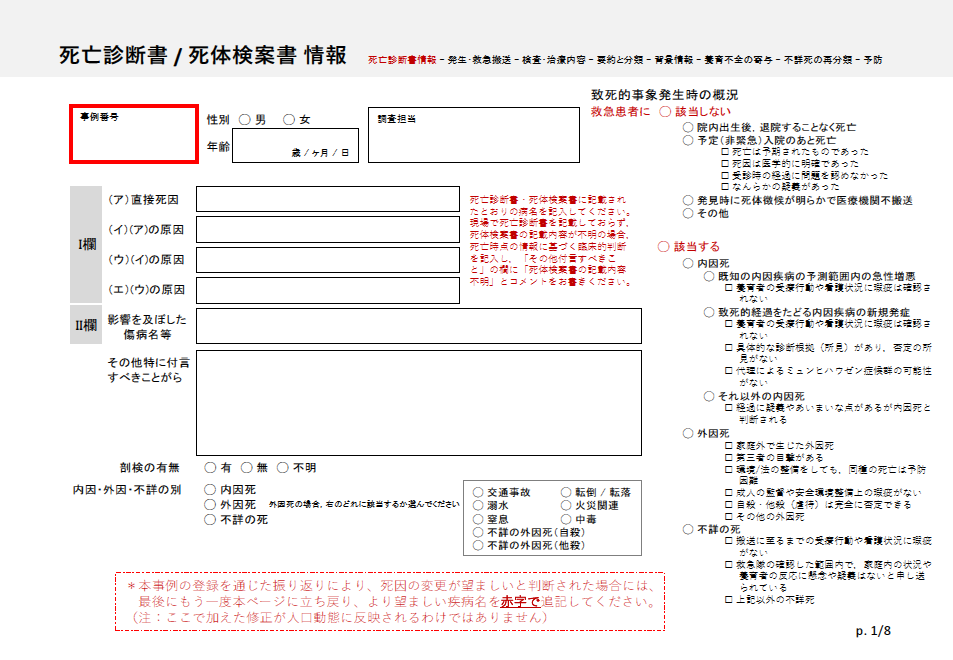 死亡診断書 / 死体検案書 情報
死亡診断書情報 – 発生・救急搬送 – 検査・治療内容 – 要約と分類 – 背景情報 – 養育不全の寄与 – 不詳死の再分類 – 予防
事例番号
性別 ○ 男 ○ 女
年齢
歳 / ヶ月 / 日
調査担当
I欄
（ア）直接死因
（イ）（ア）の原因
（ウ）（イ）の原因
（エ）（ウ）の原因
死亡診断書・死体検案書に記載され
たとおりの病名を記入してください。
現場で死亡診断書を記載しておらず、
死体検案書の記載内容が不明の場合、
死亡時点の情報に基づく臨床的判断
を記入し、「その他付言すべきこ
と」の欄に「死体検案書の記載内容
不明」とコメントをお書きください。
II欄
影響を及ぼした
傷病名等
その他特に付言
すべきことがら
剖検の有無 ○ 有 ○ 無 ○ 不明
内因・外因・不詳の別
○ 内因死
○ 外因死 外因死の場合，右のどれに該当するか選んでください
○ 不詳の死
○ 交通事故 ○ 転倒 / 転落
○ 溺水 ○ 火災関連
○ 窒息 ○ 中毒
○ 不詳の外因死（自殺）
○ 不詳の外因死（他殺）
＊本事例の登録を通じた振り返りにより、死因の変更が望ましいと判断された場合には、
最後にもう一度本ページに立ち戻り、より望ましい疾病名を赤字で追記してください。
（注：ここで加えた修正が人口動態に反映されるわけではありません）
致死的事象発生時の概況
救急患者に ○ 該当しない
○ 院内出生後，退院することなく死亡
○ 予定（非緊急）入院のあと死亡
□ 死亡は予期されたものであった
□ 死因は医学的に明確であった
□ 受診時の経過に問題を認めなかった
□ なんらかの疑義があった
○ 発見時に死体徴候が明らかで医療機関不搬送
○ その他
○ 該当する
○ 内因死
○ 既知の内因疾病の予測範囲内の急性増悪
□ 養育者の受療行動や看護状況に瑕疵は確認さ
れない
○ 致死的経過をたどる内因疾病の新規発症
□ 養育者の受療行動や看護状況に瑕疵は確認さ
れない
□ 具体的な診断根拠（所見）があり，否定の所
見がない
□ 代理によるミュンヒハウゼン症候群の可能性
がない
○ それ以外の内因死
□ 経過に疑義やあいまいな点があるが内因死と
判断される
○ 外因死
□ 家庭外で生じた外因死
□ 第三者の目撃がある
□ 環境/法の整備をしても，同種の死亡は予防
困難
□ 成人の監督や安全環境整備上の瑕疵がない
□ 自殺・他殺（虐待）は完全に否定できる
□ その他の外因死
○ 不詳の死
□ 搬送に至るまでの受療行動や看護状況に瑕疵
がない
□ 救急隊の確認した範囲内で，家庭内の状況や
養育者の反応に懸念や疑義はないと申し送
られている
□ 上記以外の不詳死
p. 1/8